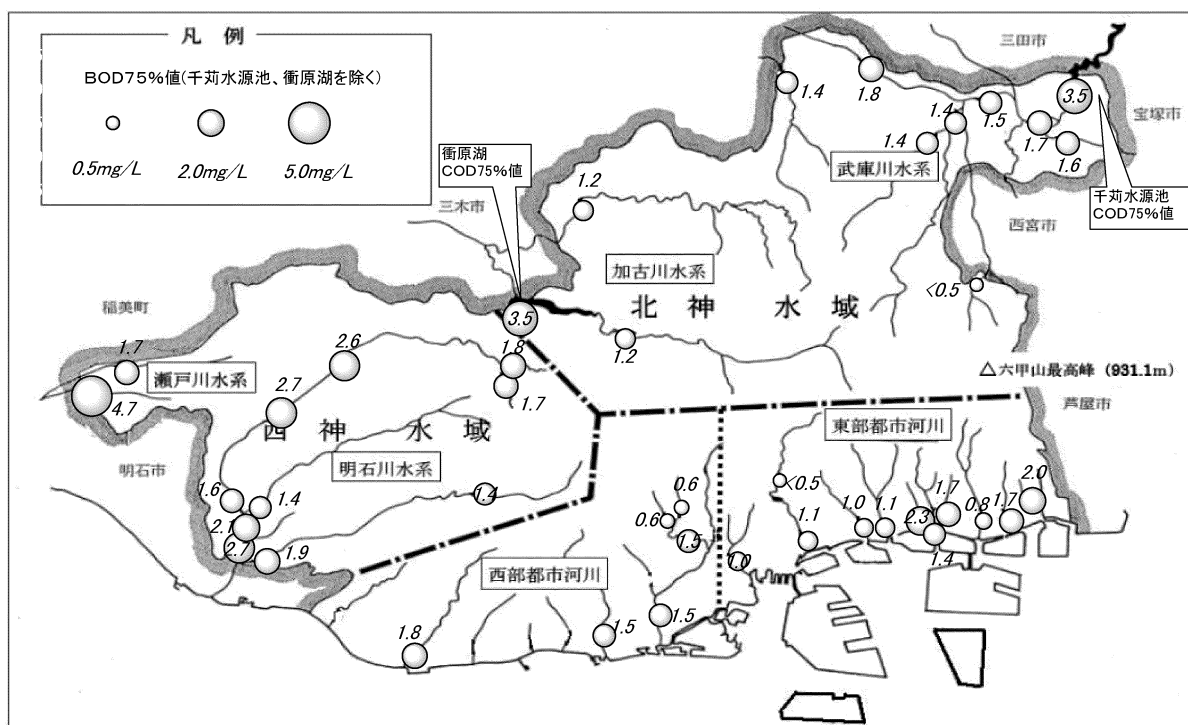 凡 例
BOD75%値(千苅水源池、衝原湖を除く)
0.5mg/L
2.0mg/L
5.0mg/L
三田市
宝塚市
1.4
1.8
1.5
3.5
1.4
1.4
1.7
1.6
武庫川水系
千苅水源池
COD75%値
西宮市
衝原湖
COD75%値
三木市
1.2
加古川水系
<0.5
北 神 水 域
稲美町
3.5
1.2
1.7
瀬戸川水系
4.7
2.6
1.8
1.7
2.7
△六甲山最高峰(931.1m)
芦屋市
西 神 水 域
明石市
明石川水系
東部都市河川
1.6
1.4
1.4
2.1
2.7
1.9
0.6
0.6
1.5
<0.5
1.0
1.1
1.7
2.3
0.8
1.7
2.0
1.1
1.4
1.0
西部都市河川
1.8
1.5
1.5